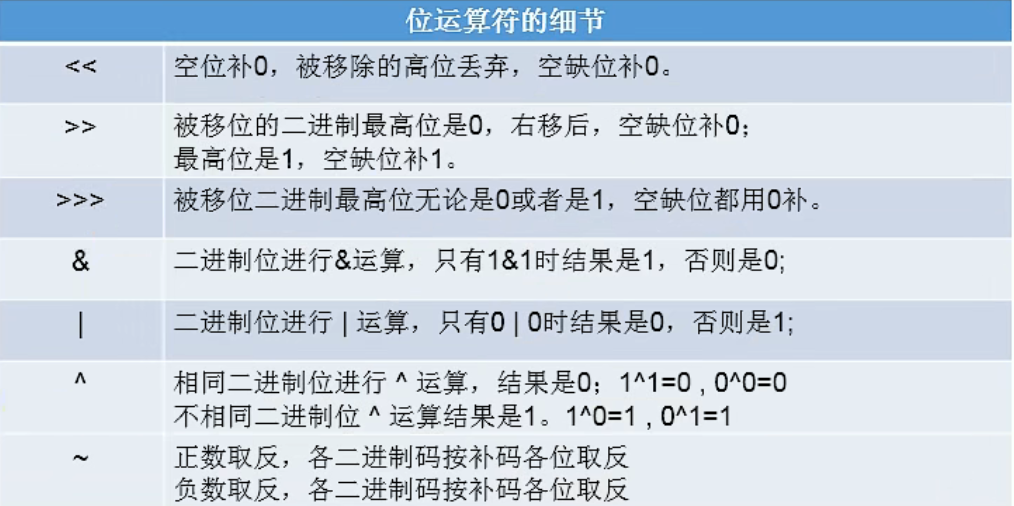 位运算符的细节
<< 空位补0，被移除的高位丢弃，空缺位补0。
>> 被移位的二进制最高位是0，右移后，空缺位补0；
最高位是1，空缺位补1。
>>> 被移位二进制最高位无论是0或者是1，空缺位都用0补。
& 二进制位进行&运算，只有1&1时结果是1，否则是0;
| 二进制位进行 | 运算，只有0 | 0时结果是0，否则是1;
^ 相同二进制位进行 ^ 运算，结果是0；1^1=0 , 0^0=0
不相同二进制位 ^ 运算结果是1。1^0=1 , 0^1=1
~ 正数取反，各二进制码按补码各位取反
负数取反，各二进制码按补码各位取反